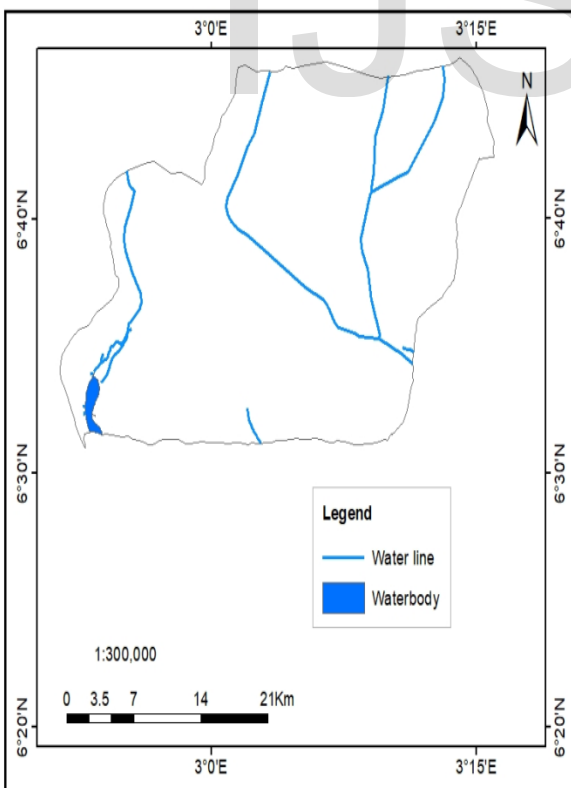 IJS
3°0'E 3°15'E
N
6°40'N 6°40'N
6°30'N 6°30'N
Legend
Water line
Waterbody
1:300,000
0 3.5 7 14 21Km
6°20'N 6°20'N
3°0'E 3°15'E